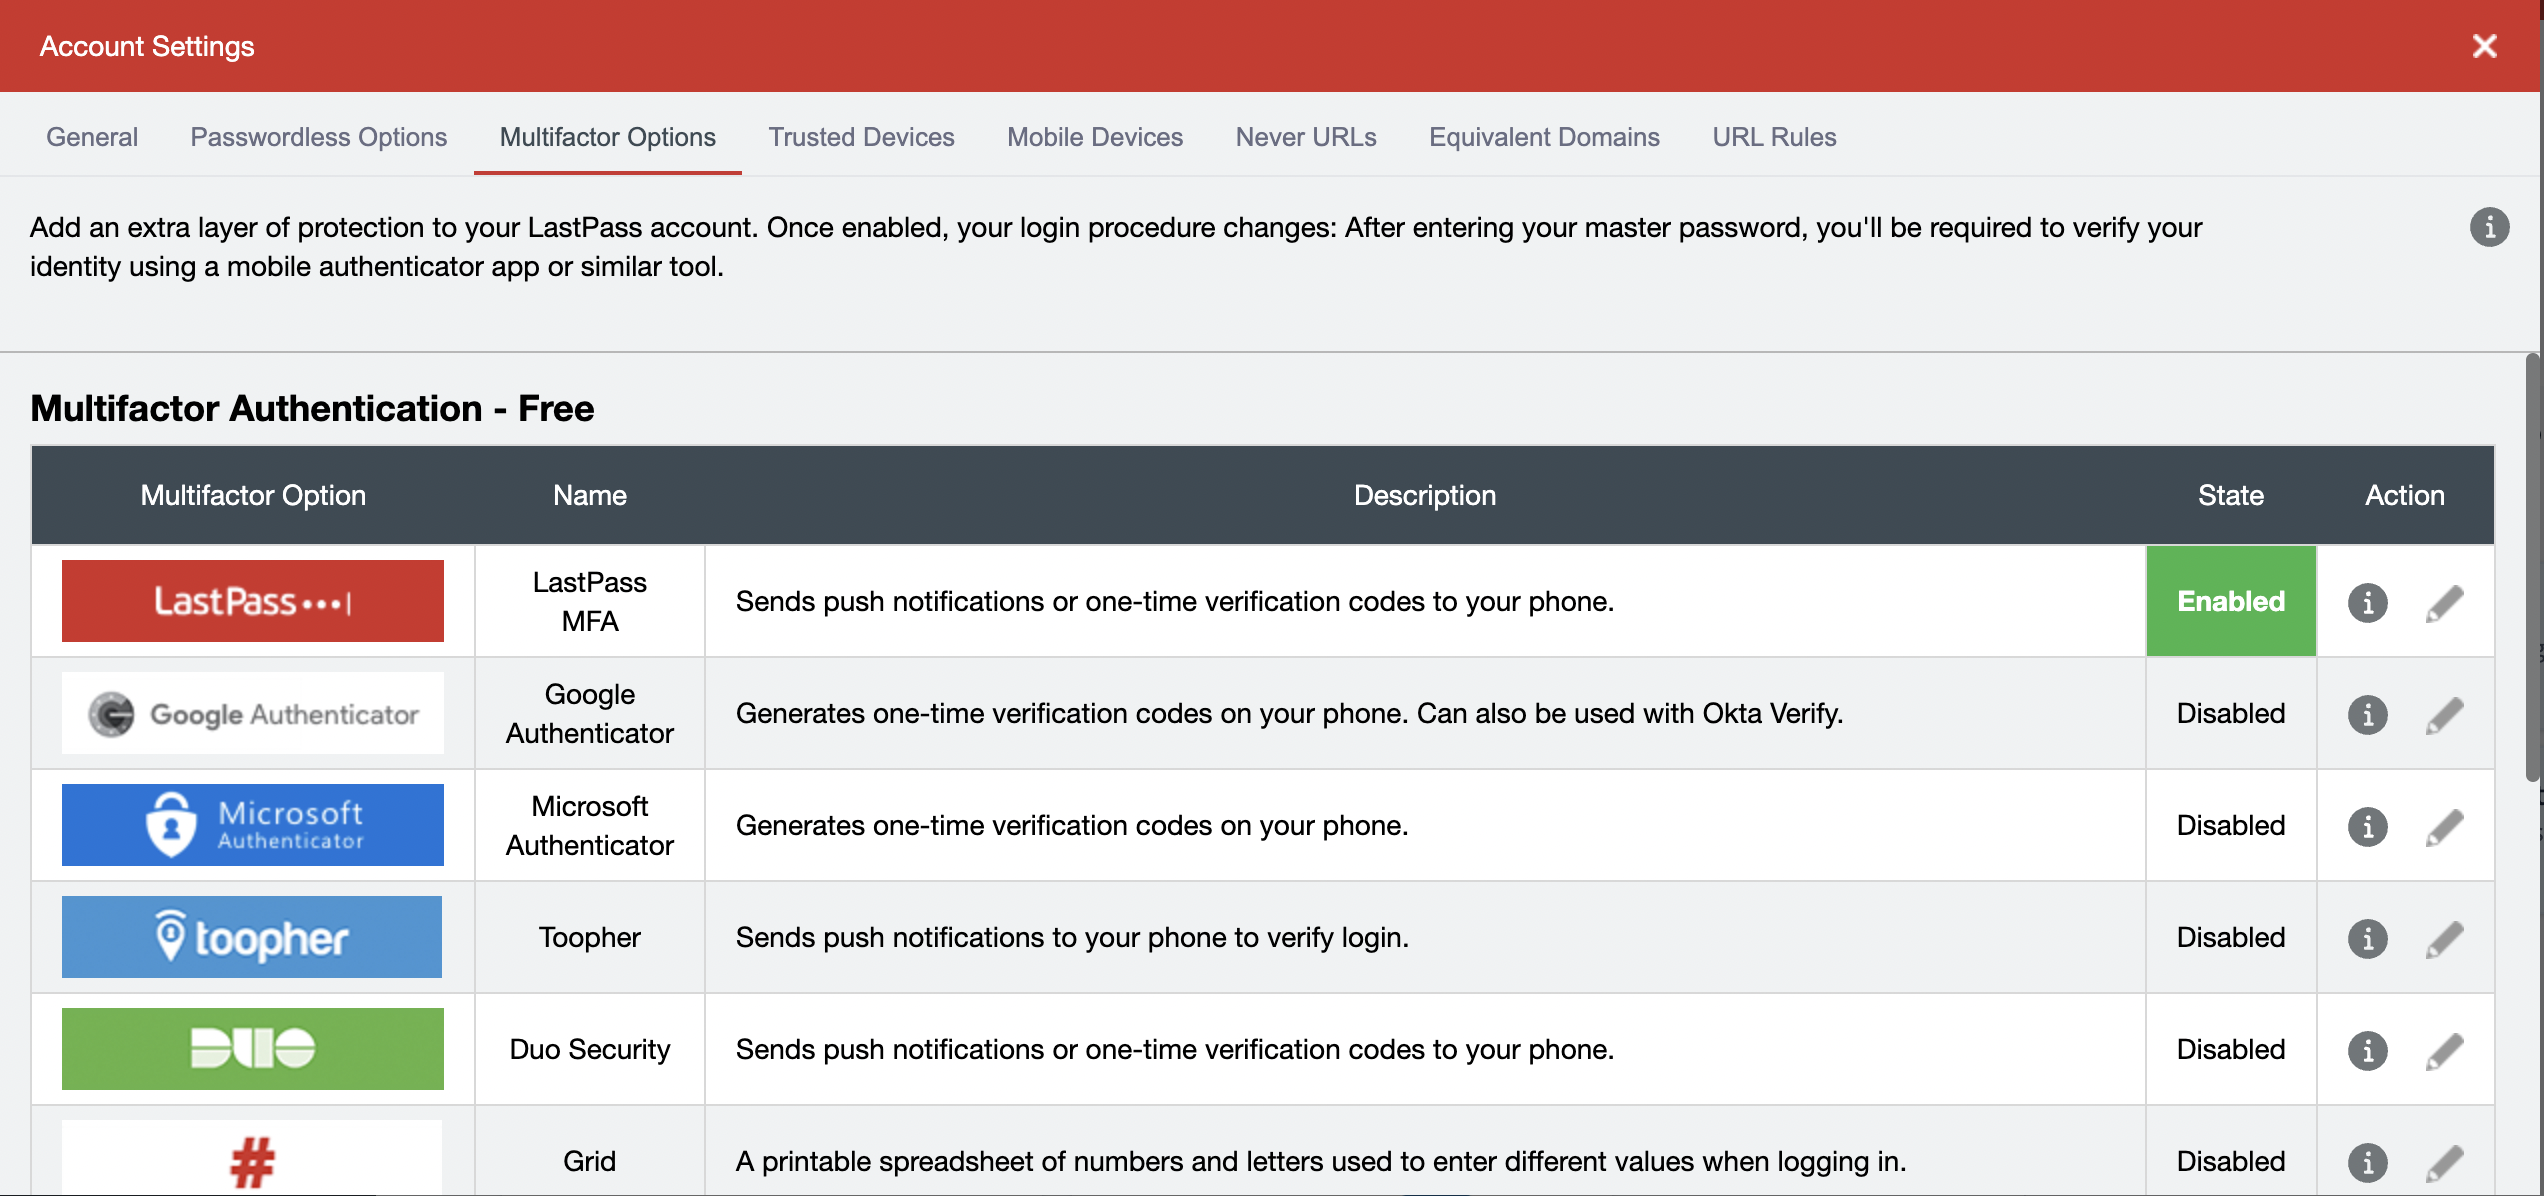 Account Settings
General Passwordless Options Multifactor Options Trusted Devices Mobile Devices Never URLs Equivalent Domains URL Rules
Add an extra layer of protection to your LastPass account. Once enabled, your login procedure changes: After entering your master password, you'll be required to verify your
identity using a mobile authenticator app or similar tool.
Multifactor Authentication - Free
Multifactor Option Name Description State Action
LastPass
LastPass
MFA
Sends push notifications or one-time verification codes to your phone.
Enabled
Google Authenticator
Google
Authenticator
Generates one-time verification codes on your phone. Can also be used with Okta Verify.
Disabled
Microsoft
Authenticator
Microsoft
Authenticator
Generates one-time verification codes on your phone.
Disabled
toopher
Toopher
Sends push notifications to your phone to verify login.
Disabled
DUO
Duo Security
Sends push notifications or one-time verification codes to your phone.
Disabled
#
Grid
A printable spreadsheet of numbers and letters used to enter different values when logging in.
Disabled